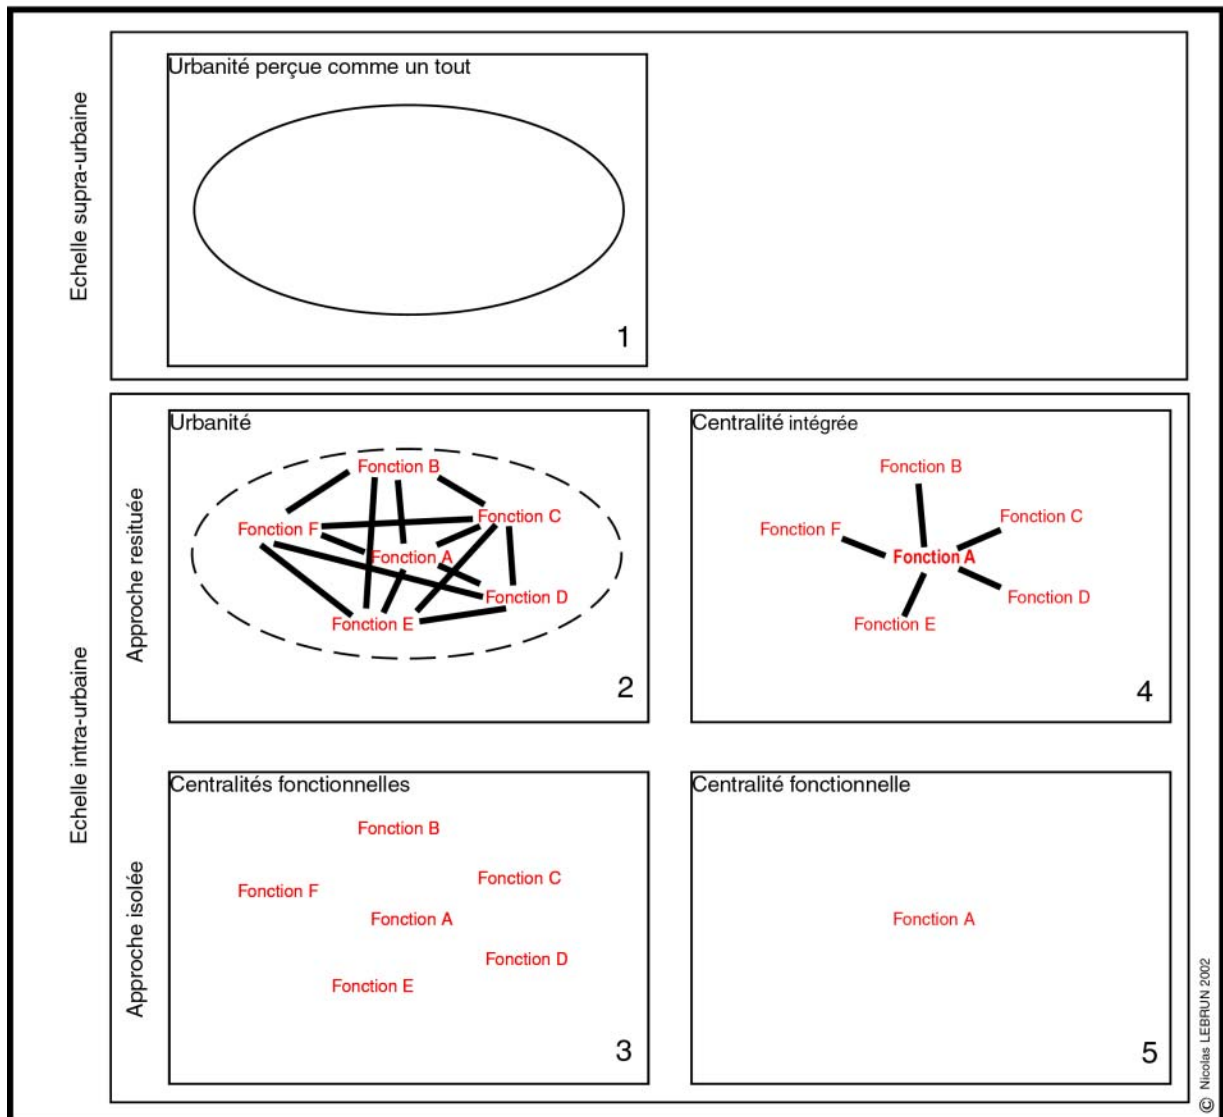 Echelle supra-urbaine
Urbanité perçue comme un tout
1
Echelle intra-urbaine
Approche resituée
Urbanité
Fonction B
Fonction C
Fonction F
Fonction A
Fonction D
Fonction E
2
Centralité intégrée
Fonction B
Fonction C
Fonction F
Fonction A
Fonction D
Fonction E
4
Approche isolée
Centralités fonctionnelles
Fonction B
Fonction C
Fonction F
Fonction A
Fonction D
Fonction E
3
Centralité fonctionnelle
Fonction A
5
© Nicolas LEBRUN 2002